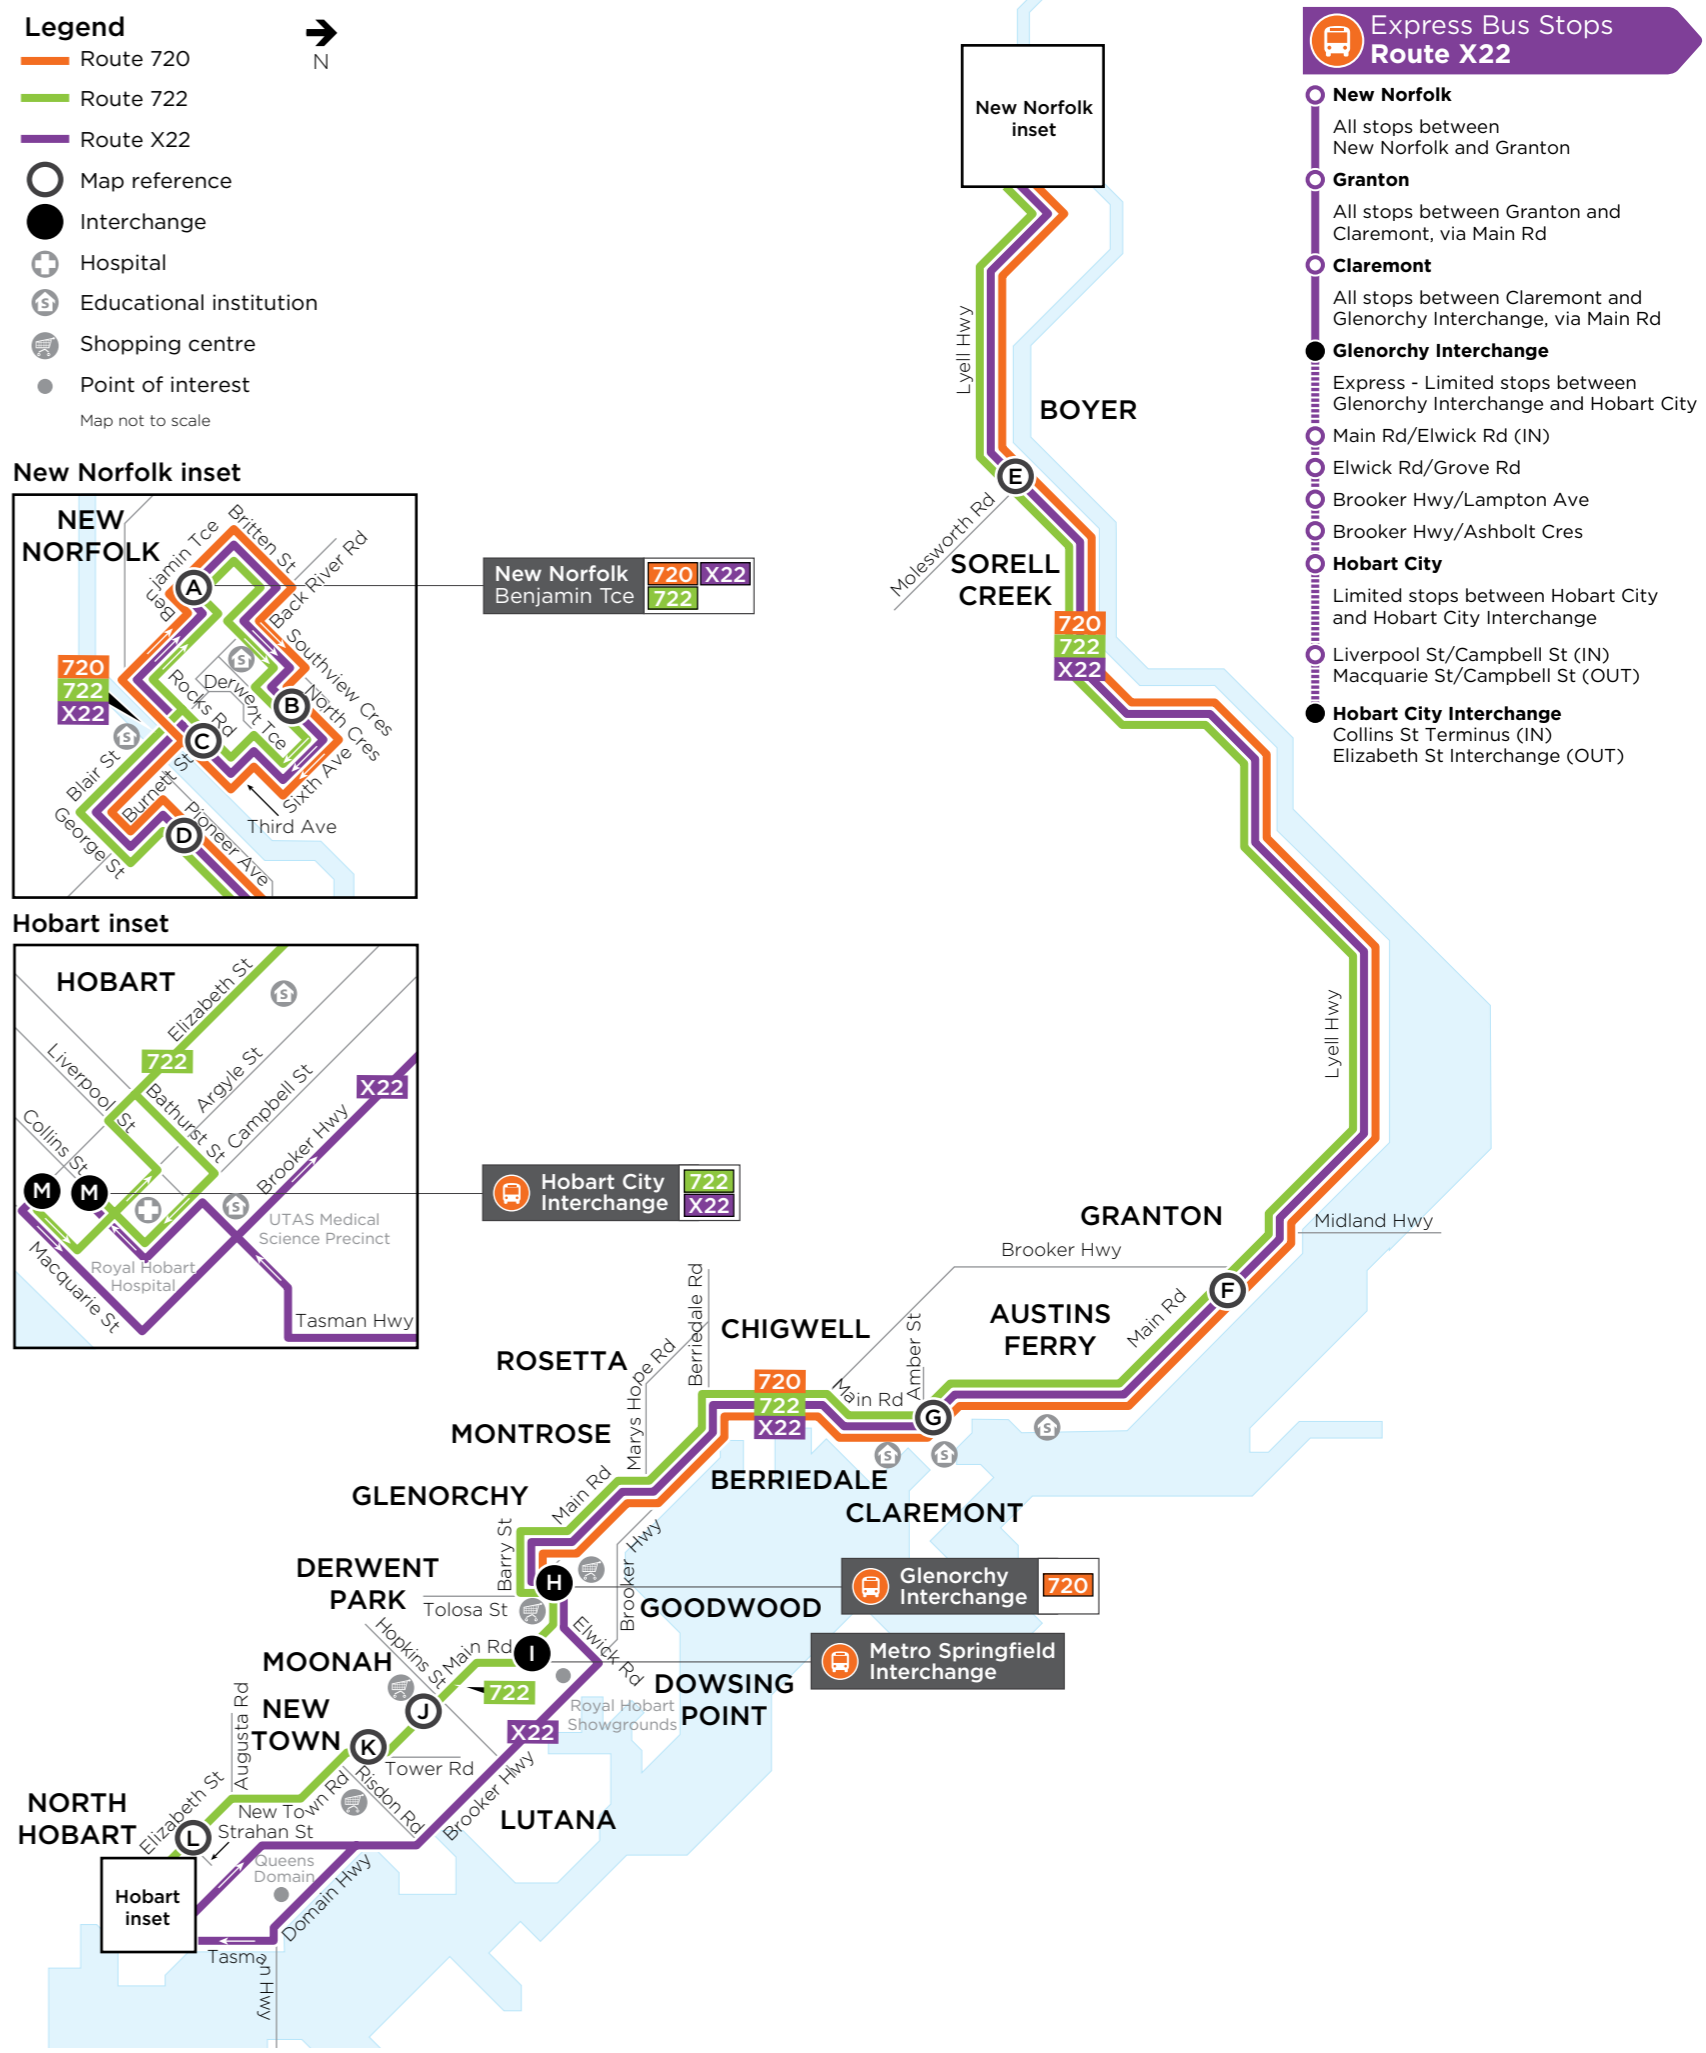 Legend
Route 720
Route 722
Route X22
Map reference
Interchange
Hospital
Educational institution
Shopping centre
Point of interest
Map not to scale
N
New Norfolk inset
NEW
NORFOLK
Benjamin Tce
Britten St
Back River Rd
Southview Cres
North Cres
Derwent Tce
Rocks Rd
Sixth Ave
Third Ave
Blair St
Burnett St
George St
Pioneer Ave
A
B
C
D
720
722
X22
New Norfolk
Benjamin Tce
720
X22
722
Hobart inset
HOBART
Elizabeth St
722
Liverpool St
Bathurst St
Argyle St
Campbell St
Collins St
Brooker Hwy
X22
M
M
Macquarie St
UTAS Medical
Science Precinct
Royal Hobart
Hospital
Tasman Hwy
Hobart City
Interchange
722
X22
New Norfolk
inset
Lyell Hwy
BOYER
E
Molesworth Rd
SORELL
CREEK
720
722
X22
Lyell Hwy
GRANTON
Midland Hwy
Brooker Hwy
F
Main Rd
AUSTINS
FERRY
Amber St
G
Main Rd
CHIGWELL
Berriedale Rd
720
722
X22
ROSETTA
Marys Hope Rd
MONTROSE
BERRIEDALE
CLAREMONT
GLENORCHY
Main Rd
Barry St
Brooker Hwy
DERWENT
PARK
H
Glenorchy
Interchange
720
Tolosa St
GOODWOOD
Hopkins St
Main Rd
I
Elwick Rd
Metro Springfield
Interchange
MOONAH
722
DOWSING
POINT
Royal Hobart
Showgrounds
J
NEW
TOWN
K
X22
Tower Rd
Augusta Rd
Risdon Rd
Brooker Hwy
LUTANA
NORTH
HOBART
Elizabeth St
New Town Rd
L
Strahan St
Queens
Domain
Domain Hwy
Hobart
inset
Tasman Hwy
Express Bus Stops
Route X22
New Norfolk
All stops between
New Norfolk and Granton
Granton
All stops between Granton and
Claremont, via Main Rd
Claremont
All stops between Claremont and
Glenorchy Interchange, via Main Rd
Glenorchy Interchange
Express - Limited stops between
Glenorchy Interchange and Hobart City
Main Rd/Elwick Rd (IN)
Elwick Rd/Grove Rd
Brooker Hwy/Lampton Ave
Brooker Hwy/Ashbolt Cres
Hobart City
Limited stops between Hobart City
and Hobart City Interchange
Liverpool St/Campbell St (IN)
Macquarie St/Campbell St (OUT)
Hobart City Interchange
Collins St Terminus (IN)
Elizabeth St Interchange (OUT)